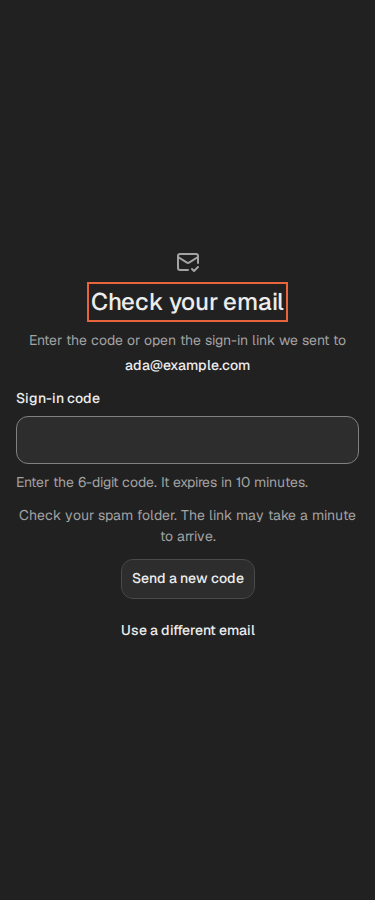 Check your email
Enter the code or open the sign-in link we sent to
ada@example.com
Sign-in code
Enter the 6-digit code. It expires in 10 minutes.
Check your spam folder. The link may take a minute
to arrive.
Send a new code
Use a different email